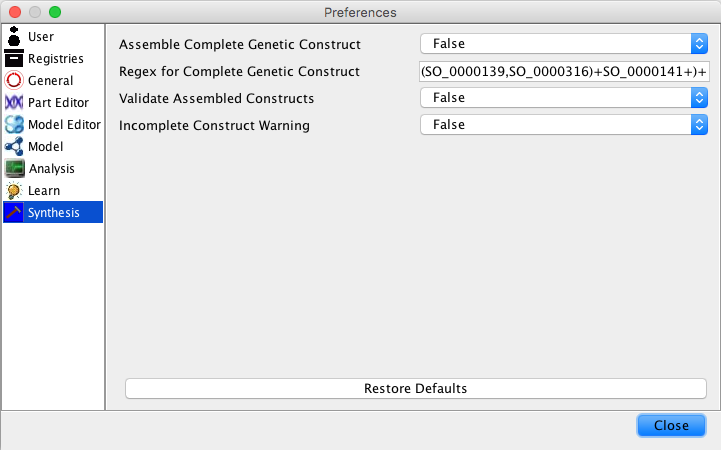 Preferences
User
Registries
General
Part Editor
Model Editor
Model
Analysis
Learn
Synthesis
Assemble Complete Genetic Construct False
Regex for Complete Genetic Construct (SO_0000139,SO_0000316)+SO_0000141+)+
Validate Assembled Constructs False
Incomplete Construct Warning False
Restore Defaults
Close